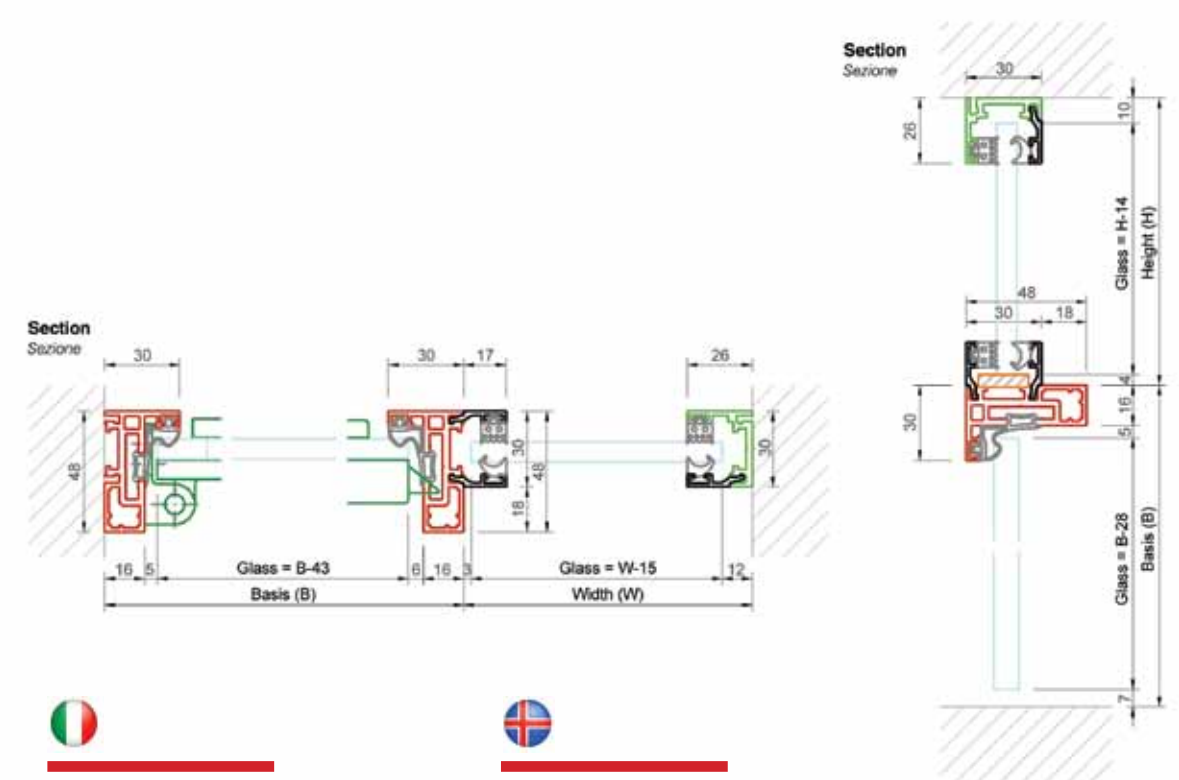 Section
Sezione
30
26
10
Glass = H-14
Height (H)
48
30 18
4
16
5
30
Glass = B-28
Basis (B)
7
Section
Sezione
30 30 17 26
48 30 48 30
18
16 5 Glass = B-43 6 16 3 Glass = W-15 12
Basis (B) Width (W)